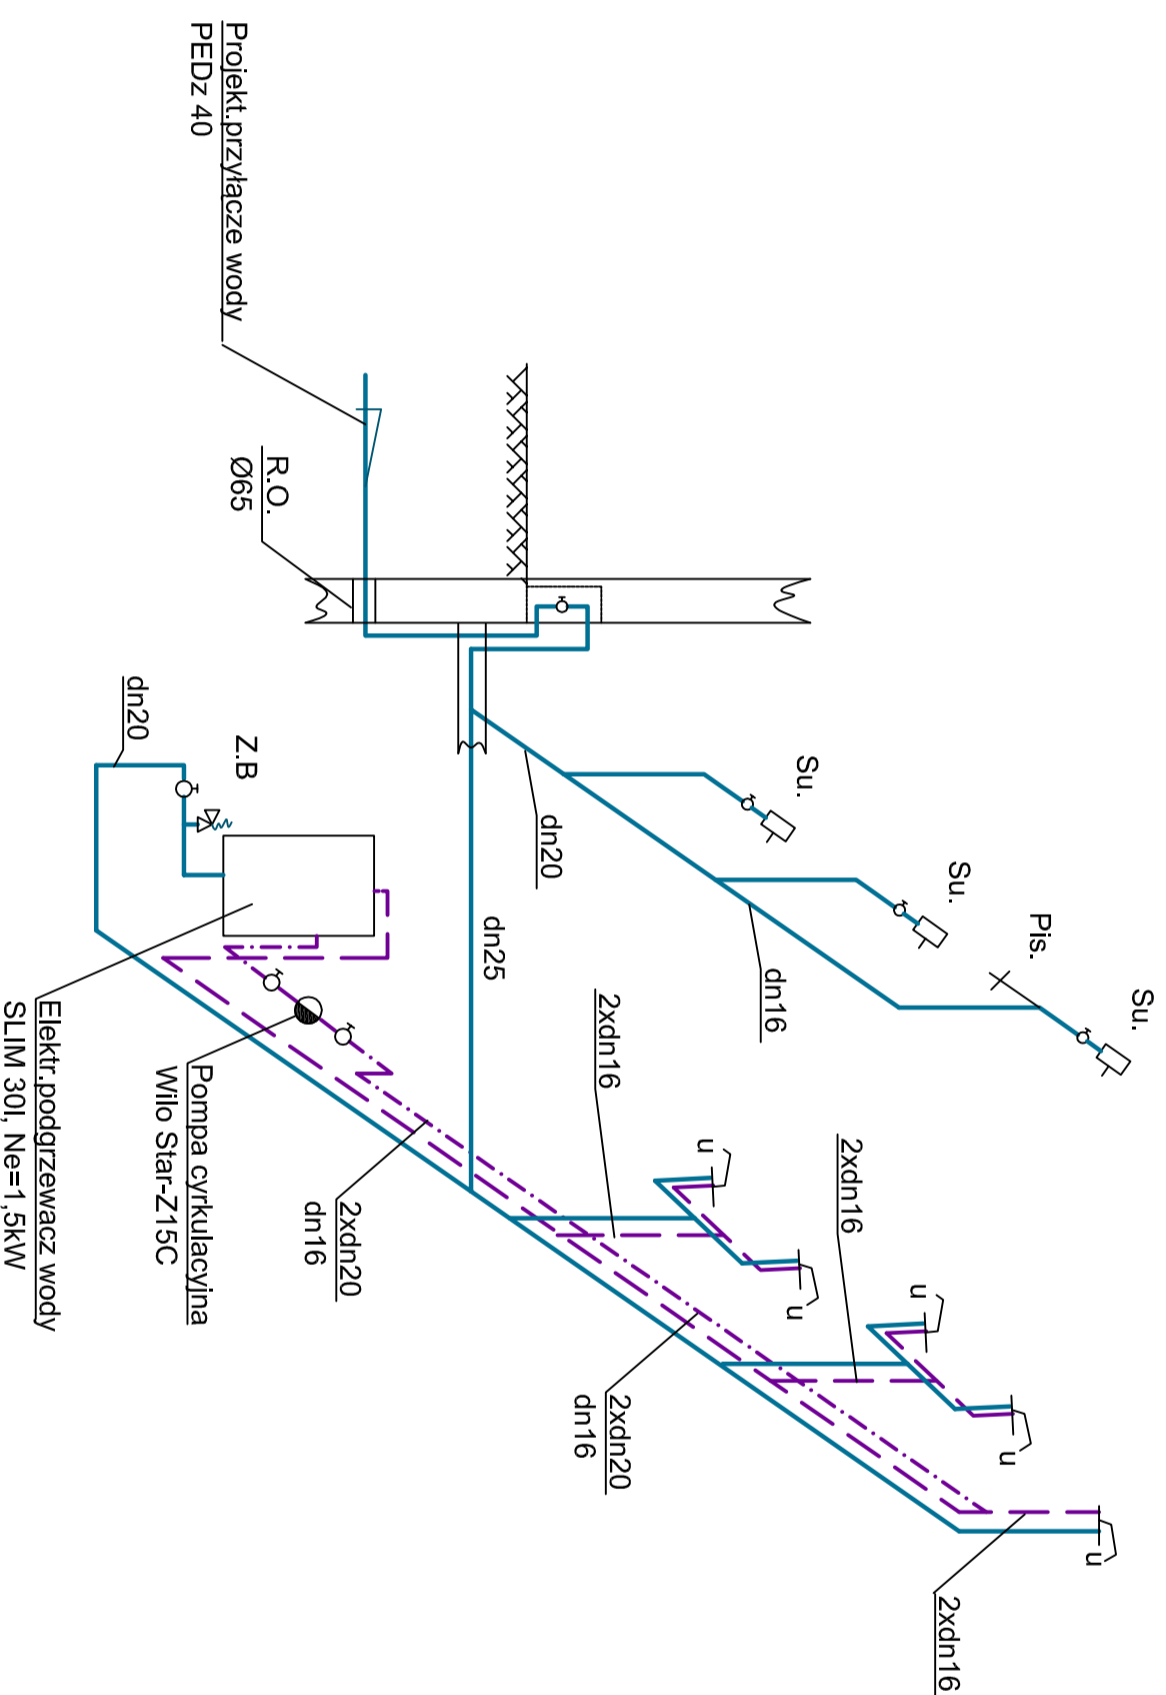 Su.
Pis.
Su.
Su.
dn16
dn20
dn25
2xdn16
u
u
2xdn16
u
u
u
2xdn16
2xdn20
dn16
2xdn20
dn16
Projekt.przyłącze wody
PEDz 40
R.O.
Ø65
Z.B
dn20
Pompa cyrkulacyjna
Wilo Star-Z15C
Elektr.podgrzewacz wody
SLIM 30l, Ne=1,5kW